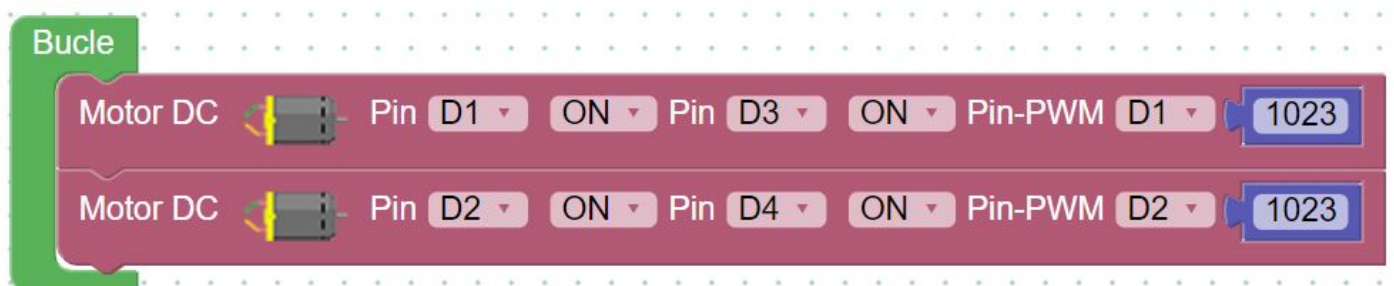 Bucle
Motor DC Pin D1 ON Pin D3 ON Pin-PWM D1 1023
Motor DC Pin D2 ON Pin D4 ON Pin-PWM D2 1023